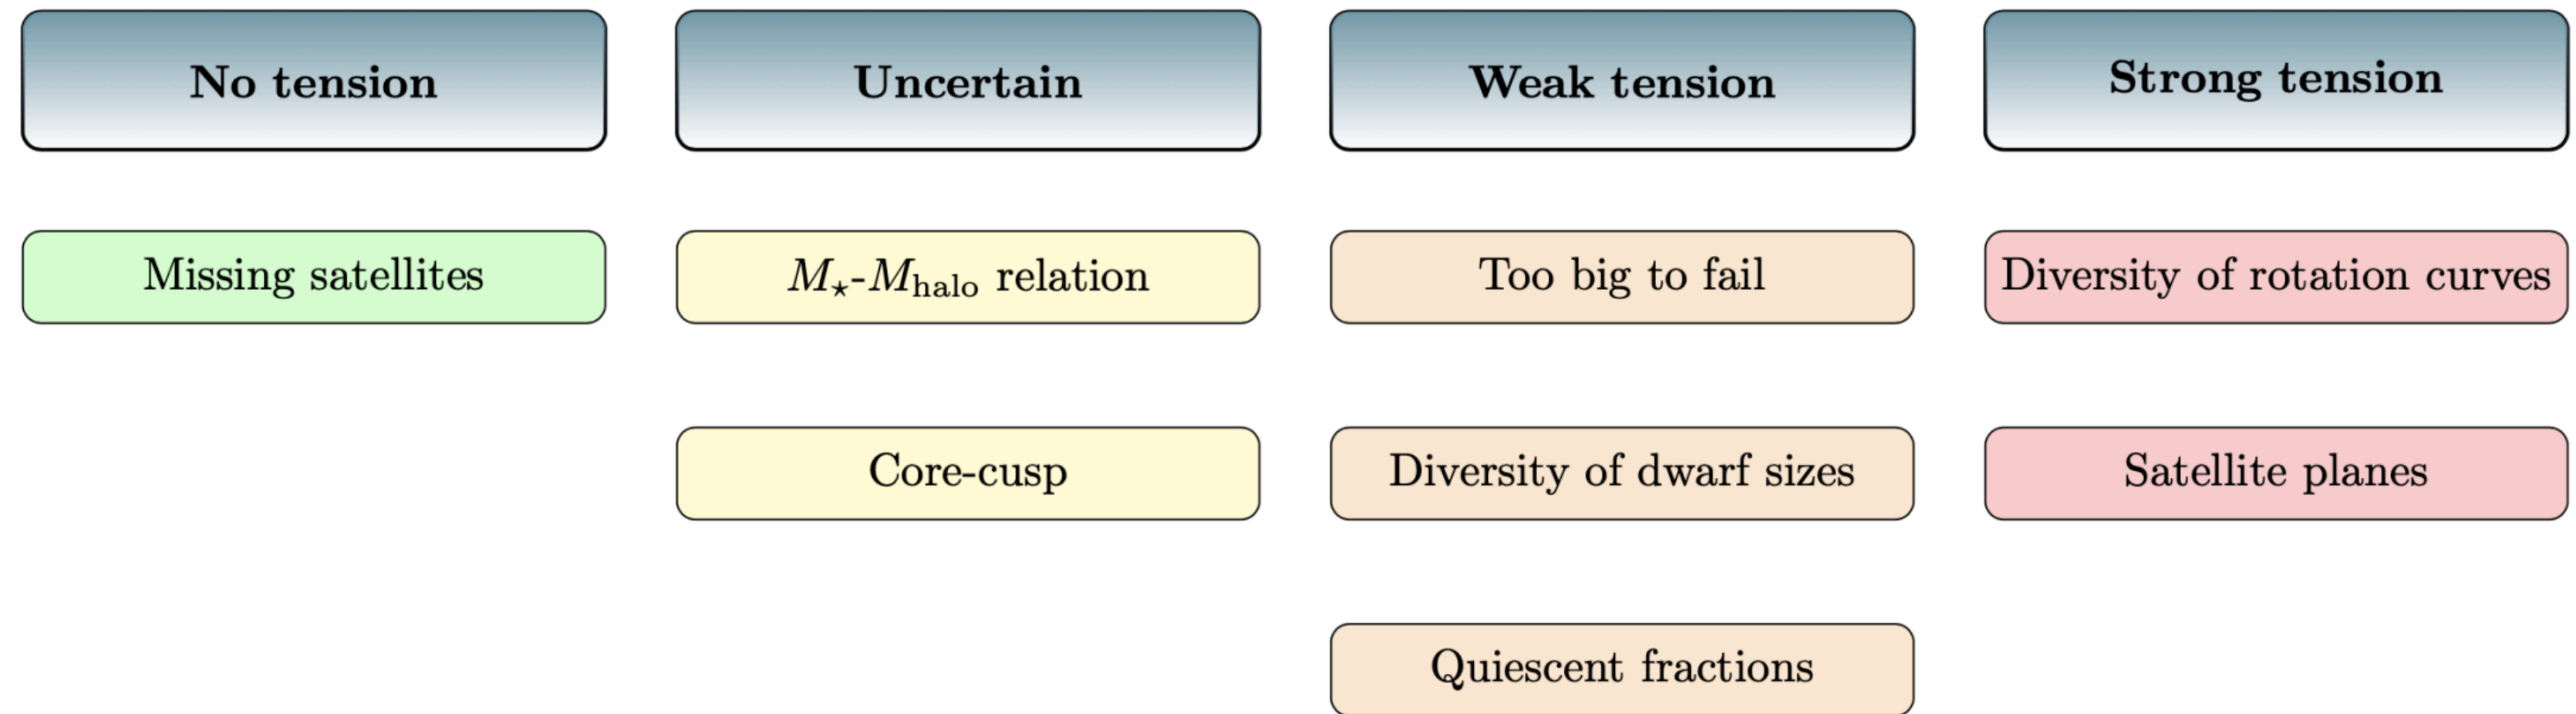 No tension
Uncertain
Weak tension
Strong tension
Missing satellites
M⋆-Mhalo relation
Too big to fail
Diversity of rotation curves
Core-cusp
Diversity of dwarf sizes
Satellite planes
Quiescent fractions